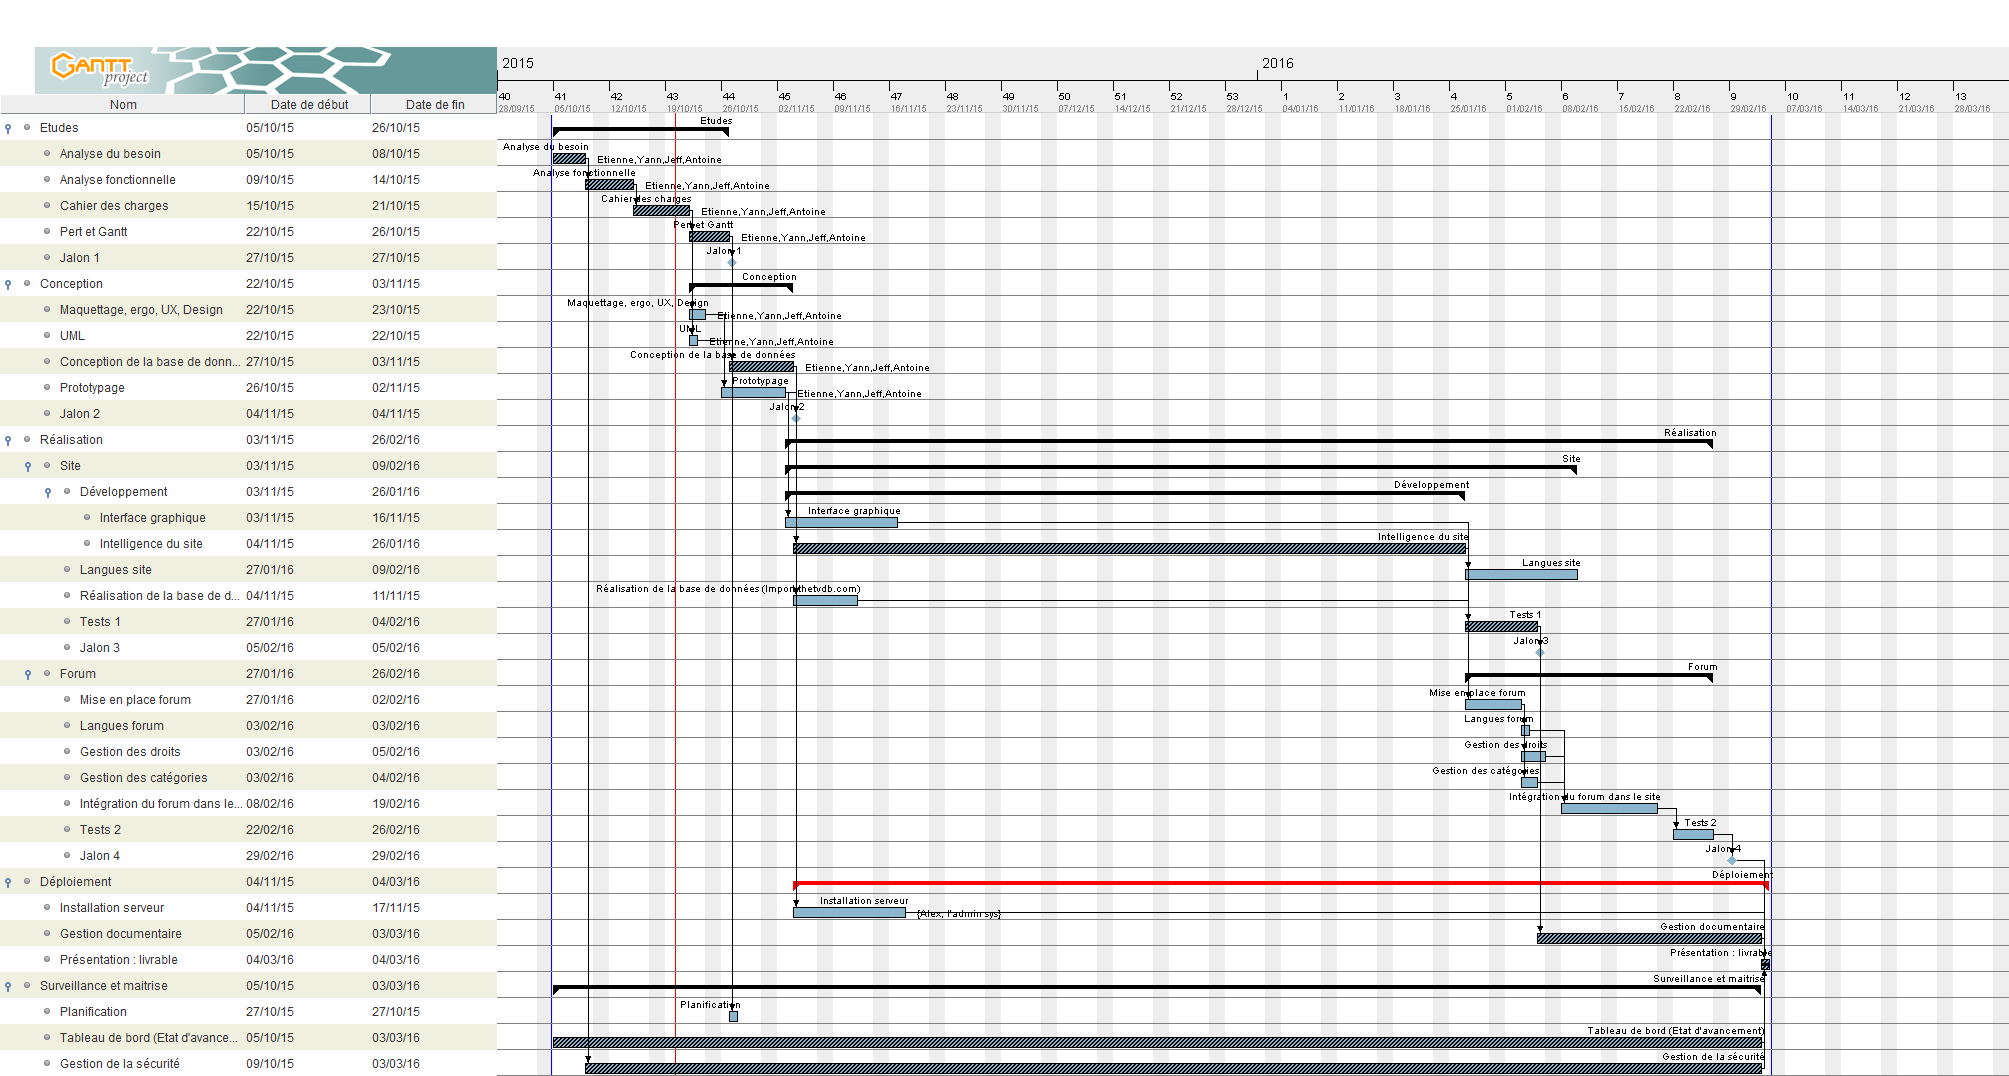 GANTT
project
2015 2016
40 41 42 43 44 45 46 47 48 49 50 51 52 53 1 2 3 4 5 6 7 8 9 10 11 12 13
Nom Date de début Date de fin 28/09/15 05/10/15 12/10/15 19/10/15 26/10/15 02/11/15 09/11/15 16/11/15 23/11/15 30/11/15 07/12/15 14/12/15 21/12/15 28/12/15 04/01/16 11/01/16 18/01/16 25/01/16 01/02/16 08/02/16 15/02/16 22/02/16 29/02/16 07/03/16 14/03/16 21/03/16 28/03/16
Etudes 05/10/15 26/10/15 Etudes
Analyse du besoin 05/10/15 08/10/15 Analyse du besoin Etienne,Yann,Jeff,Antoine
Analyse fonctionnelle 09/10/15 14/10/15 Analyse fonctionnelle Etienne,Yann,Jeff,Antoine
Cahier des charges 15/10/15 21/10/15 Cahier des charges Etienne,Yann,Jeff,Antoine
Pert et Gantt 22/10/15 26/10/15 Pert et Gantt Etienne,Yann,Jeff,Antoine
Jalon 1 27/10/15 27/10/15 Jalon 1
Conception 22/10/15 03/11/15 Conception
Maquettage, ergo, UX, Design 22/10/15 23/10/15 Maquettage, ergo, UX, Design Etienne,Yann,Jeff,Antoine
UML 22/10/15 22/10/15 UML Etienne,Yann,Jeff,Antoine
Conception de la base de donn... 27/10/15 03/11/15 Conception de la base de données Etienne,Yann,Jeff,Antoine
Prototypage 26/10/15 02/11/15 Prototypage Etienne,Yann,Jeff,Antoine
Jalon 2 04/11/15 04/11/15 Jalon 2
Réalisation 03/11/15 26/02/16 Réalisation
Site 03/11/15 09/02/16 Site
Développement 03/11/15 26/01/16 Développement
Interface graphique 03/11/15 16/11/15 Interface graphique
Intelligence du site 04/11/15 26/01/16 Intelligence du site
Langues site 27/01/16 09/02/16 Langues site
Réalisation de la base de d... 04/11/15 11/11/15 Réalisation de la base de données (Import thetvdb.com)
Tests 1 27/01/16 04/02/16 Tests 1
Jalon 3 05/02/16 05/02/16 Jalon 3
Forum 27/01/16 26/02/16 Forum
Mise en place forum 27/01/16 02/02/16 Mise en place forum
Langues forum 03/02/16 03/02/16 Langues forum
Gestion des droits 03/02/16 05/02/16 Gestion des droits
Gestion des catégories 03/02/16 04/02/16 Gestion des catégories
Intégration du forum dans le... 08/02/16 19/02/16 Intégration du forum dans le site
Tests 2 22/02/16 26/02/16 Tests 2
Jalon 4 29/02/16 29/02/16 Jalon 4
Déploiement 04/11/15 04/03/16 Déploiement
Installation serveur 04/11/15 17/11/15 Installation serveur {Alex, l'admin sys}
Gestion documentaire 05/02/16 03/03/16 Gestion documentaire
Présentation : livrable 04/03/16 04/03/16 Présentation : livrable
Surveillance et maitrise 05/10/15 03/03/16 Surveillance et maitrise
Planification 27/10/15 27/10/15 Planification
Tableau de bord (Etat d'avance... 05/10/15 03/03/16 Tableau de bord (Etat d'avancement)
Gestion de la sécurité 09/10/15 03/03/16 Gestion de la sécurité